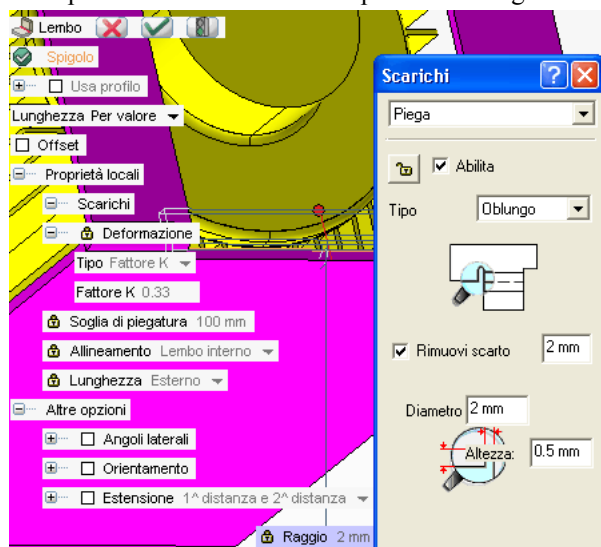 Lembo
Spigolo
Usa profilo
Lunghezza Per valore
Offset
Proprietà locali
Scarichi
Deformazione
Tipo Fattore K
Fattore K 0.33
Soglia di piegatura 100 mm
Allineamento Lembo interno
Lunghezza Esterno
Altre opzioni
Angoli laterali
Orientamento
Estensione 1^ distanza e 2^ distanza
Raggio 2 mm
Scarichi
Piega
Abilita
Tipo Oblungo
Rimuovi scarto 2 mm
Diametro 2 mm
Altezza: 0.5 mm